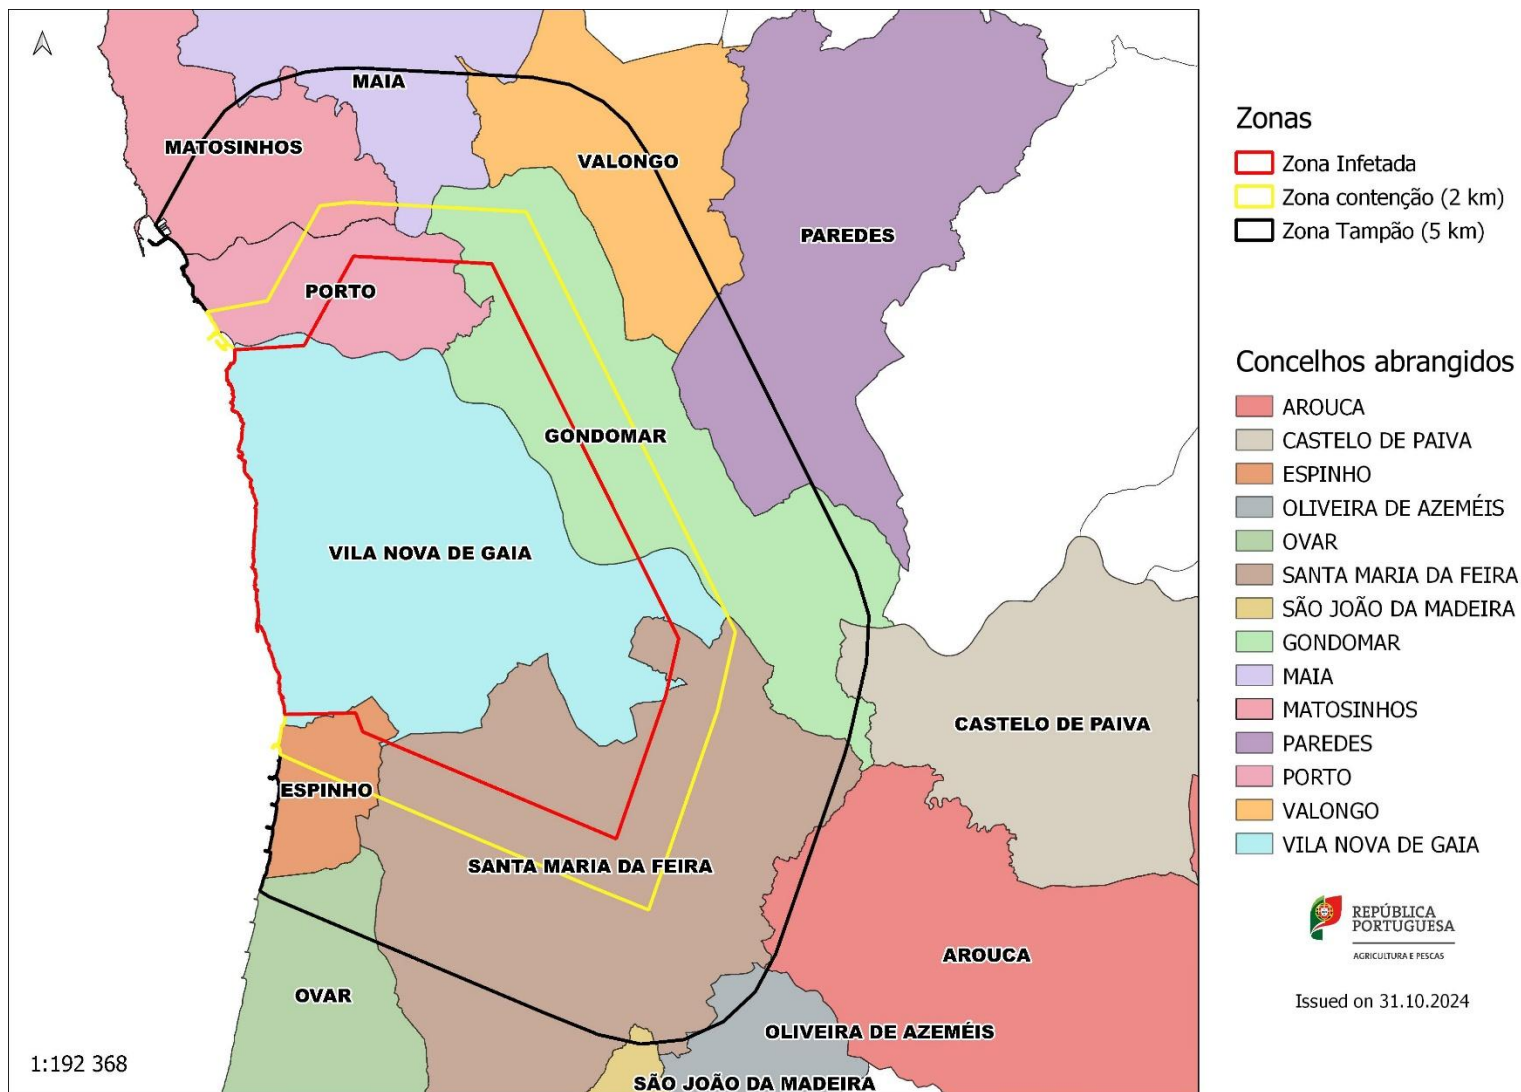 MAIA
MATOSINHOS
VALONGO
PAREDES
PORTO
GONDOMAR
VILA NOVA DE GAIA
CASTELO DE PAIVA
ESPINHO
SANTA MARIA DA FEIRA
AROUCA
OVAR
OLIVEIRA DE AZEMÉIS
SÃO JOÃO DA MADEIRA
1:192 368
Zonas
Zona Infetada
Zona contenção (2 km)
Zona Tampão (5 km)
Concelhos abrangidos
AROUCA
CASTELO DE PAIVA
ESPINHO
OLIVEIRA DE AZEMÉIS
OVAR
SANTA MARIA DA FEIRA
SÃO JOÃO DA MADEIRA
GONDOMAR
MAIA
MATOSINHOS
PAREDES
PORTO
VALONGO
VILA NOVA DE GAIA
REPÚBLICA
PORTUGUESA
AGRICULTURA E PESCAS
Issued on 31.10.2024